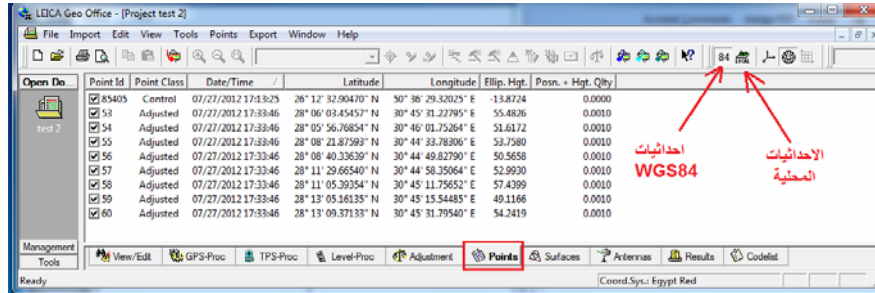 LEICA Geo Office - [Project test 2]
File Import Edit View Tools Points Export Window Help
84
Open Do... Point Id Point Class Date/Time Latitude Longitude Ellip. Hgt. Posn. + Hgt. Qlty
85405 Control 07/27/2012 17:13:25 26° 12' 32.90470" N 50° 36' 29.32025" E -13.8724 0.0000
53 Adjusted 07/27/2012 17:33:46 28° 06' 03.45457" N 30° 45' 31.22795" E 55.4826 0.0010
test 2 54 Adjusted 07/27/2012 17:33:46 28° 05' 56.76854" N 30° 46' 01.75264" E 51.6172 0.0010
55 Adjusted 07/27/2012 17:33:46 28° 08' 21.87593" N 30° 44' 33.78306" E 53.7580 0.0010
56 Adjusted 07/27/2012 17:33:46 28° 08' 40.33639" N 30° 44' 49.82790" E 50.5658 0.0010
57 Adjusted 07/27/2012 17:33:46 28° 11' 29.66540" N 30° 44' 58.35064" E 52.9930 0.0010
58 Adjusted 07/27/2012 17:33:46 28° 11' 05.39354" N 30° 45' 11.75652" E 57.4399 0.0010
59 Adjusted 07/27/2012 17:33:46 28° 13' 05.16135" N 30° 45' 15.54485" E 49.1166 0.0010
60 Adjusted 07/27/2012 17:33:46 28° 13' 09.37133" N 30° 45' 31.79540" E 54.2419 0.0010
احداثيات
WGS84
الاحداثيات
المحلية
Management
Tools
View/Edit GPS-Proc TPS-Proc Level-Proc Adjustment Points Surfaces Antennas Results Codelist
Ready Coord.Sys.: Egypt Red